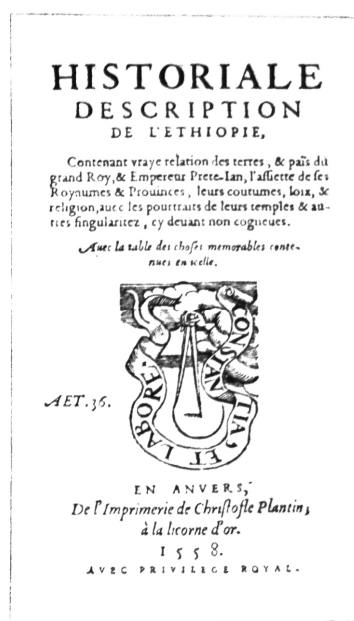 HISTORIALE
DESCRIPTION
DE L'ETHIOPIE,
Contenant vraye relation des terres, & païs du
grand Roy, & Empereur Prete-Ian, l'aſſiette de ſes
Royaumes & Prouinces, leurs coutumes, loix, &
religion, auec les pourtraits de leurs temples & au-
tres ſingularitez, cy deuant non cogneues.
Auec la table des choſes memorables conte-
nues en icelle.
CONSTANTIA, ET LABORE.
AET. 36.
EN ANVERS,
De l'Imprimerie de Chriſtofle Plantin,
à la licorne d'or.
1558.
AVEC PRIVILEGE ROYAL.